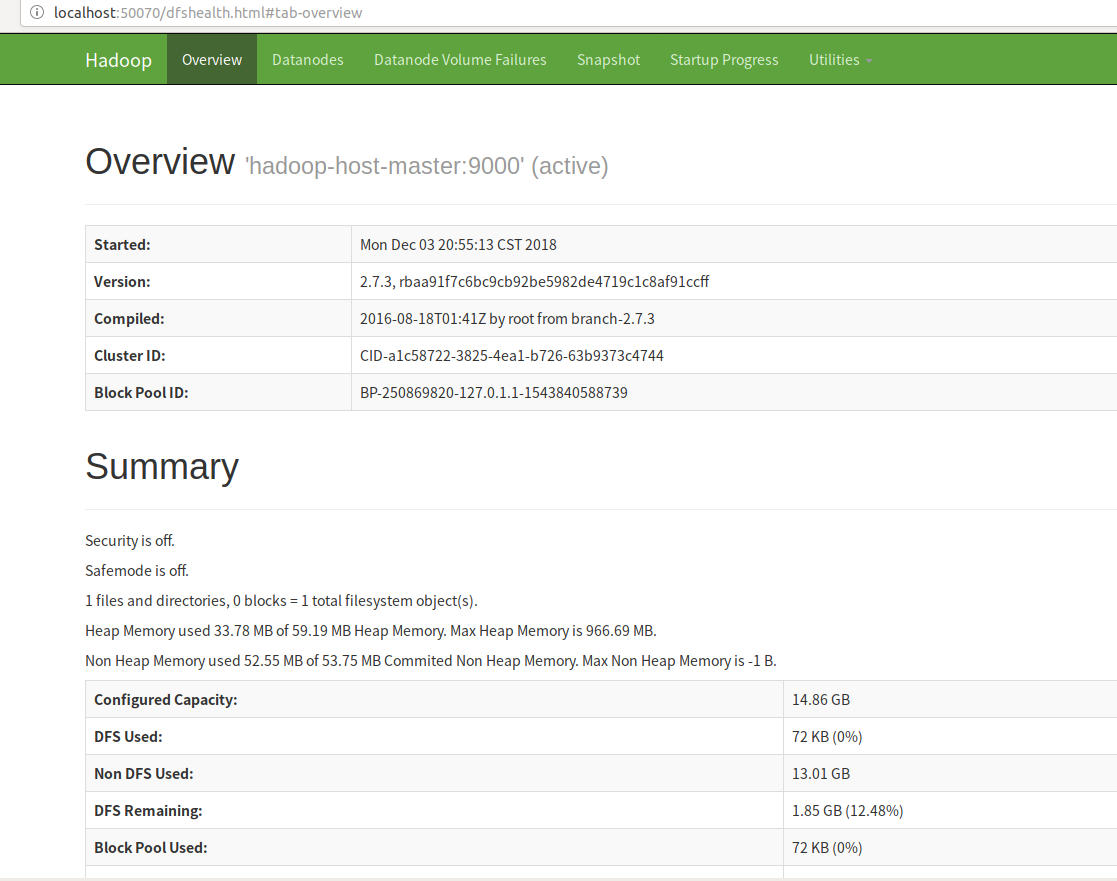 localhost:50070/dfshealth.html#tab-overview
Hadoop Overview Datanodes Datanode Volume Failures Snapshot Startup Progress Utilities
Overview 'hadoop-host-master:9000' (active)
Started: Mon Dec 03 20:55:13 CST 2018
Version: 2.7.3, rbaa91f7c6bc9cb92be5982de4719c1c8af91ccff
Compiled: 2016-08-18T01:41Z by root from branch-2.7.3
Cluster ID: CID-a1c58722-3825-4ea1-b726-63b9373c4744
Block Pool ID: BP-250869820-127.0.1.1-1543840588739
Summary
Security is off.
Safemode is off.
1 files and directories, 0 blocks = 1 total filesystem object(s).
Heap Memory used 33.78 MB of 59.19 MB Heap Memory. Max Heap Memory is 966.69 MB.
Non Heap Memory used 52.55 MB of 53.75 MB Commited Non Heap Memory. Max Non Heap Memory is -1 B.
Configured Capacity: 14.86 GB
DFS Used: 72 KB (0%)
Non DFS Used: 13.01 GB
DFS Remaining: 1.85 GB (12.48%)
Block Pool Used: 72 KB (0%)